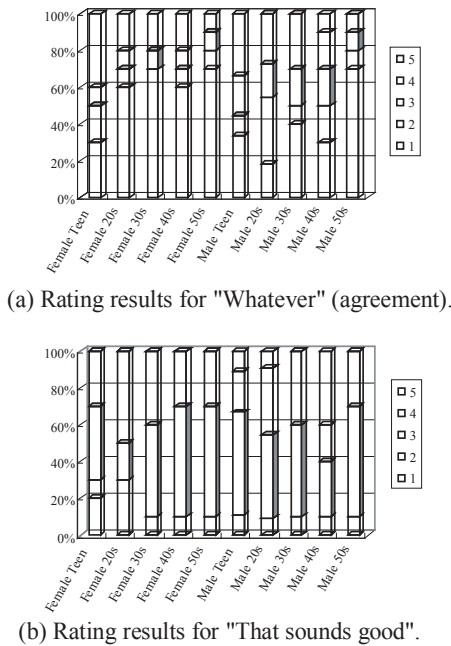 100%
80%
60%
40%
20%
0%
Female Teen
Female 20s
Female 30s
Female 40s
Female 50s
Male Teen
Male 20s
Male 30s
Male 40s
Male 50s
5
4
3
2
1
(a) Rating results for "Whatever" (agreement).
100%
80%
60%
40%
20%
0%
Female Teen
Female 20s
Female 30s
Female 40s
Female 50s
Male Teen
Male 20s
Male 30s
Male 40s
Male 50s
5
4
3
2
1
(b) Rating results for "That sounds good".